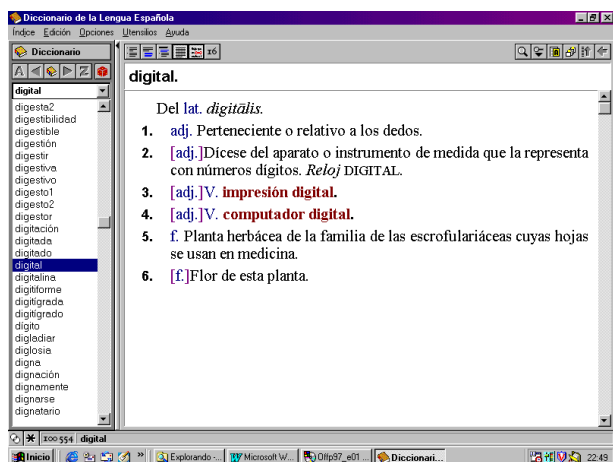 Diccionario de la Lengua Española
Indice Edición Opciones Utensilios Ayuda
Diccionario
A Z
digital
digesta2
digestibilidad
digestible
digestión
digestir
digestiva
digestivo
digesto1
digesto2
digestor
digitación
digitada
digitado
digital
digitalina
digitiforme
digitígrada
digitígrado
dígito
digladiar
diglosia
digna
dignación
dignamente
dignarse
dignatario
16
digital.
Del lat. digitālis.
1. adj. Perteneciente o relativo a los dedos.
2. [adj.]Dícese del aparato o instrumento de medida que la representa
con números dígitos. Reloj DIGITAL.
3. [adj.]V. impresión digital.
4. [adj.]V. computador digital.
5. f. Planta herbácea de la familia de las escrofulariáceas cuyas hojas
se usan en medicina.
6. [f.]Flor de esta planta.
100 554 digital
Inicio » Explorando -... Microsoft W... Offp97_e01 ... Diccionari... 22:49